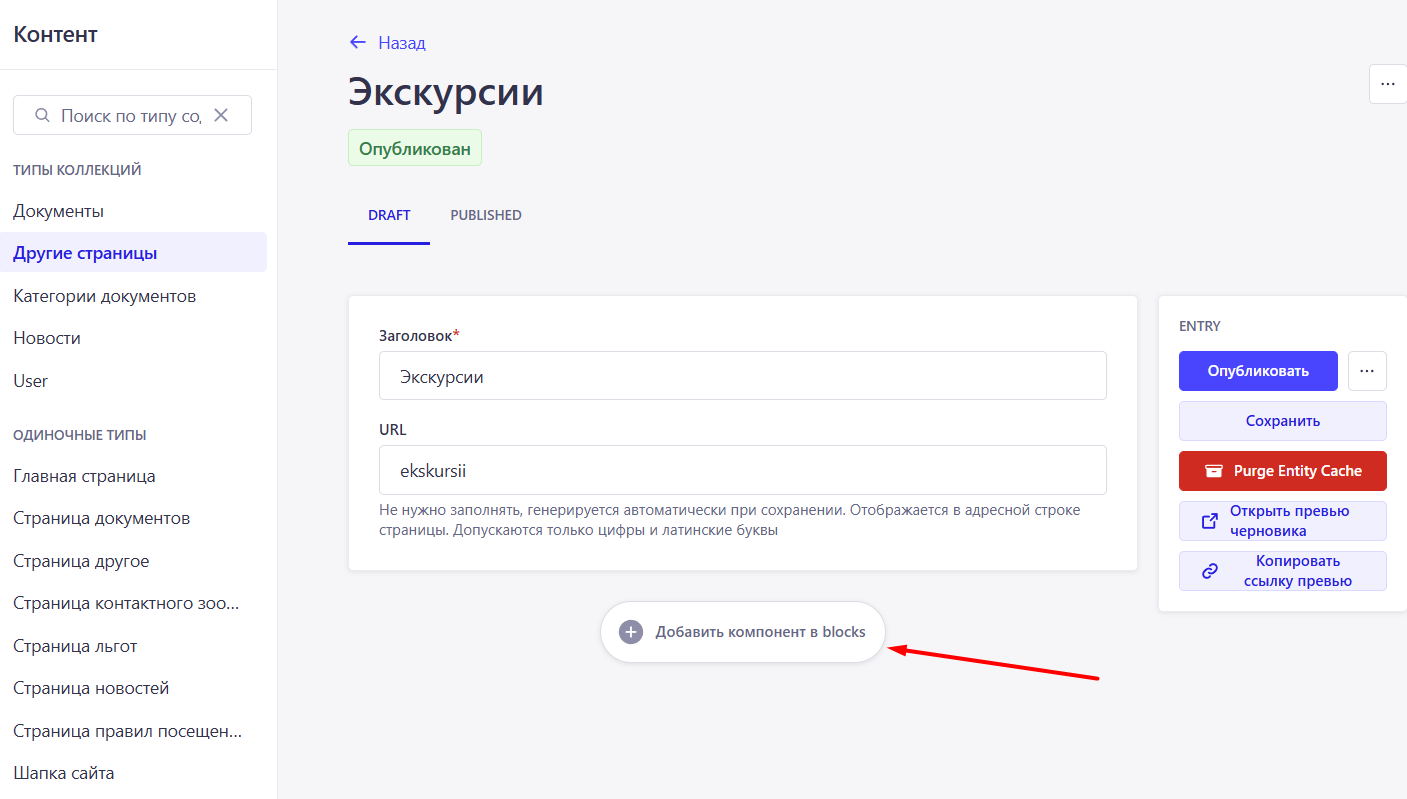 Контент
Поиск по типу со
ТИПЫ КОЛЛЕКЦИЙ
Документы
Другие страницы
Категории документов
Новости
User
ОДИНОЧНЫЕ ТИПЫ
Главная страница
Страница документов
Страница другое
Страница контактного зоо...
Страница льгот
Страница новостей
Страница правил посещен...
Шапка сайта
Назад
Экскурсии
Опубликован
DRAFT
PUBLISHED
Заголовок*
Экскурсии
URL
ekskursii
Не нужно заполнять, генерируется автоматически при сохранении. Отображается в адресной строке
страницы. Допускаются только цифры и латинские буквы
Добавить компонент в blocks
ENTRY
Опубликовать
Сохранить
Purge Entity Cache
Открыть превью
черновика
Копировать
ссылку превью